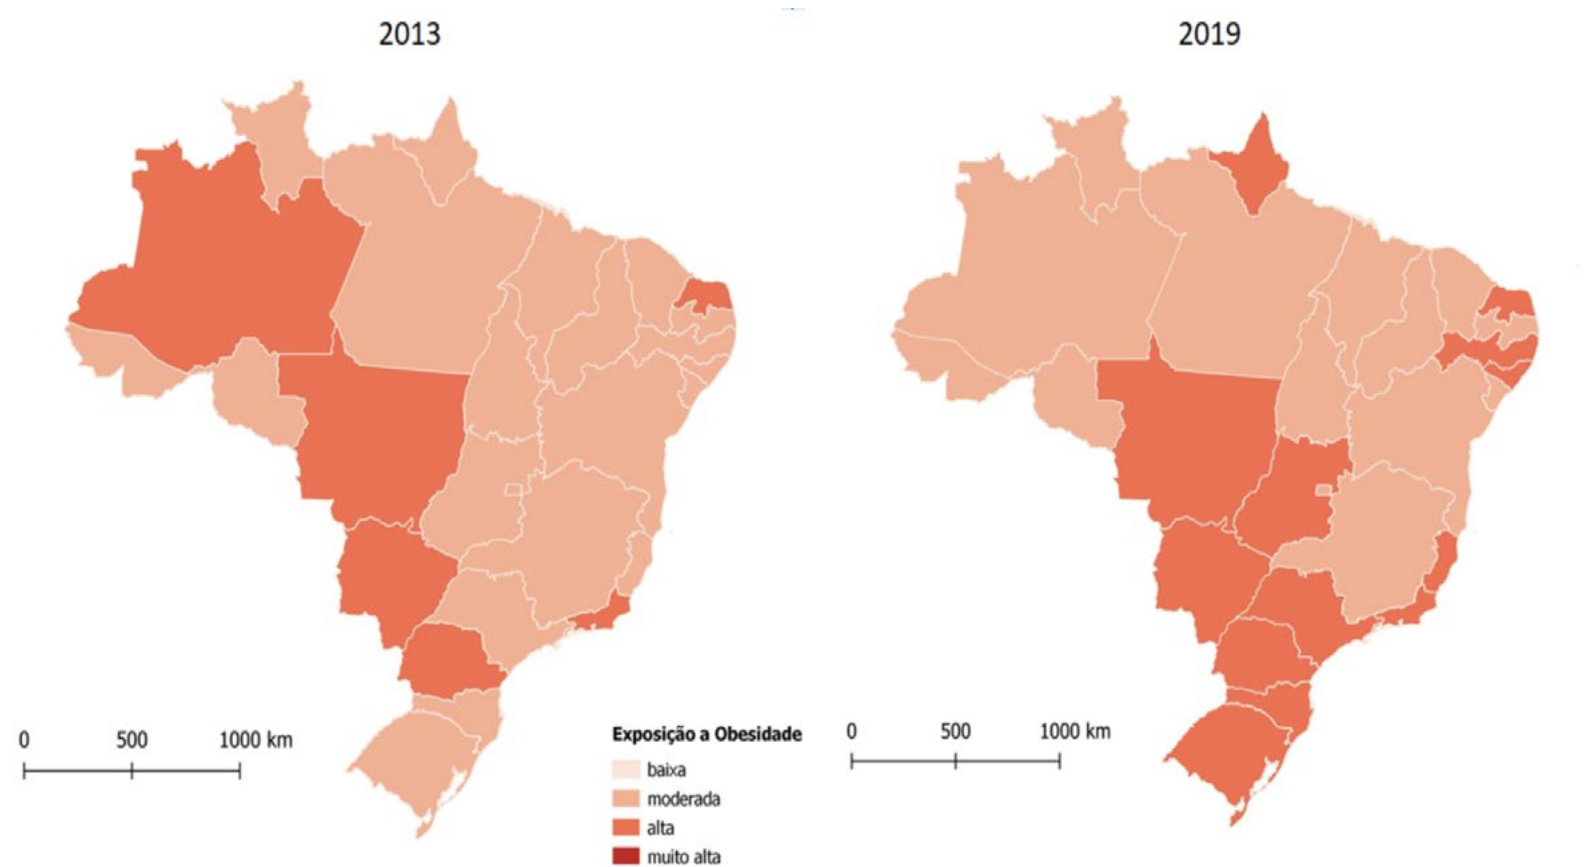 2013
2019
0 500 1000 km
Exposição a Obesidade
baixa
moderada
alta
muito alta
0 500 1000 km